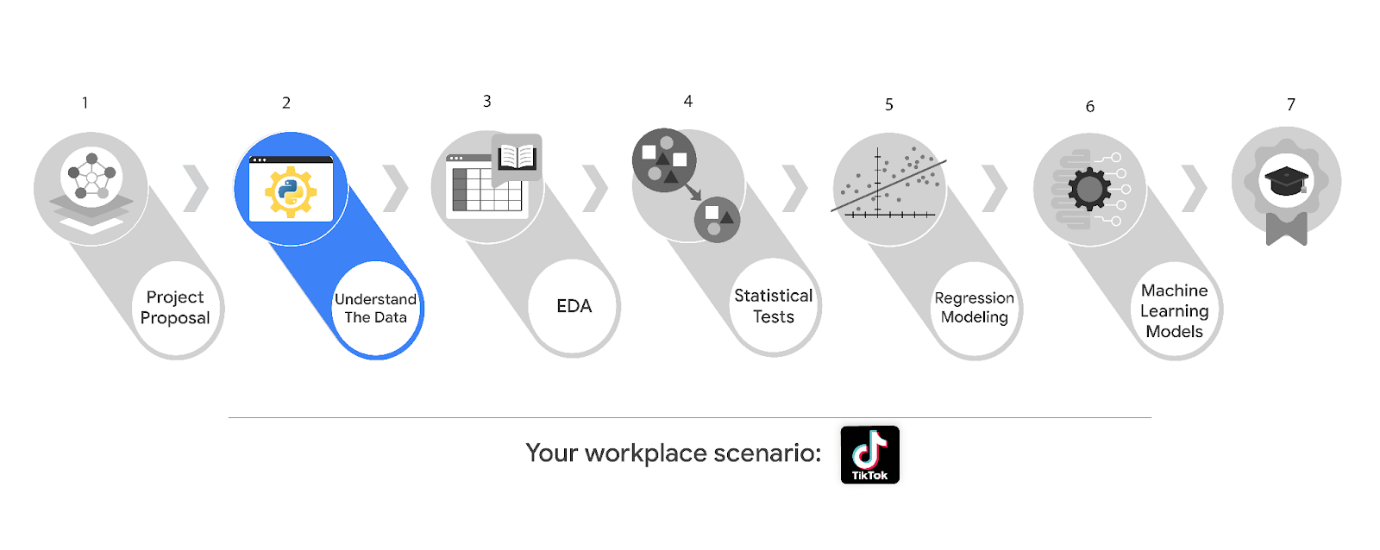 1
2
3
4
5
6
7
Project
Proposal
Understand
The Data
EDA
Statistical
Tests
Regression
Modeling
Machine
Learning
Models
Your workplace scenario:
TikTok